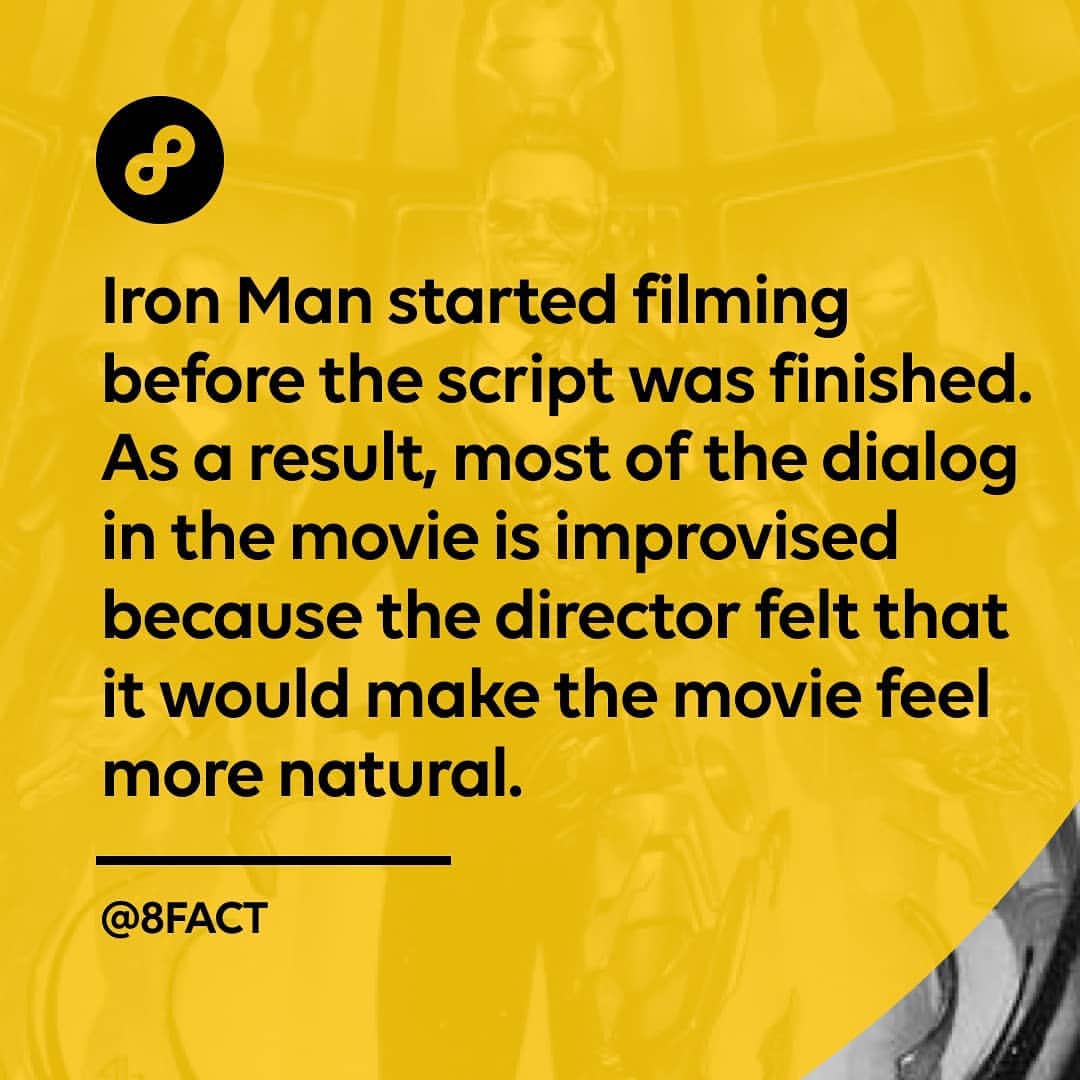 Iron Man started filming
before the script was finished.
As a result, most of the dialog
in the movie is improvised
because the director felt that
it would make the movie feel
more natural.
@8FACT